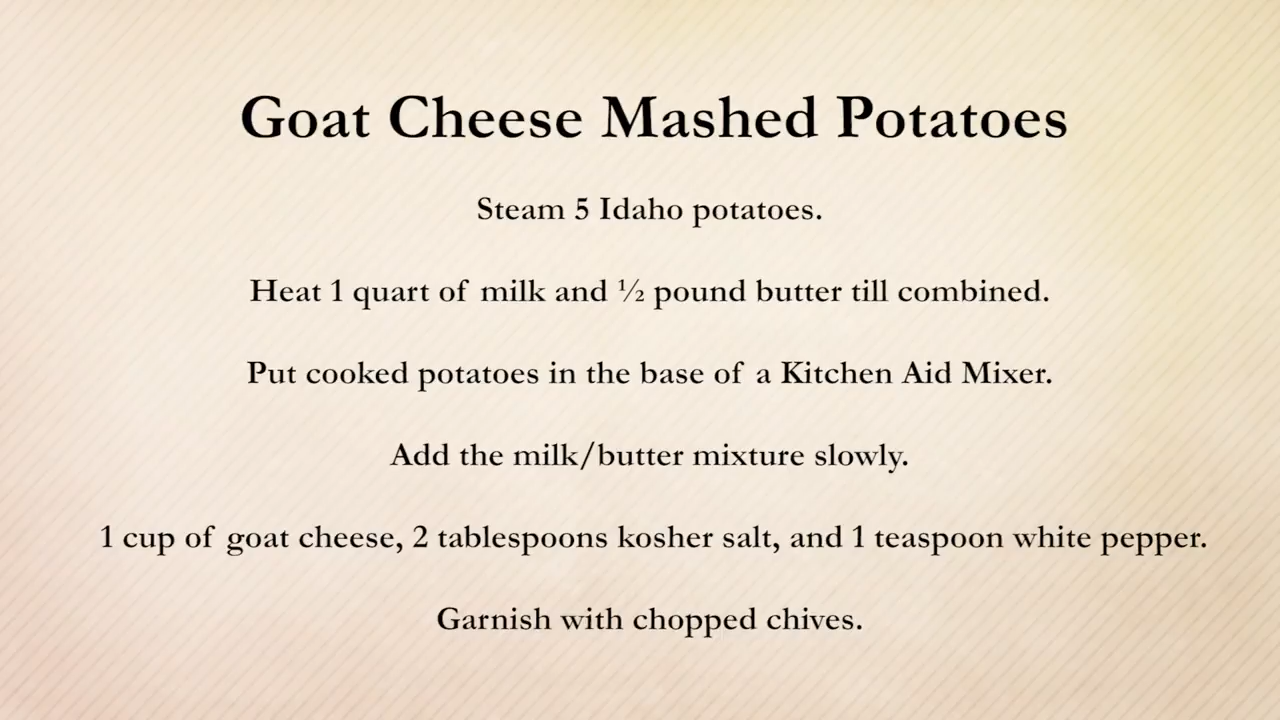 Goat Cheese Mashed Potatoes
Steam 5 Idaho potatoes.
Heat 1 quart of milk and ½ pound butter till combined.
Put cooked potatoes in the base of a Kitchen Aid Mixer.
Add the milk/butter mixture slowly.
1 cup of goat cheese, 2 tablespoons kosher salt, and 1 teaspoon white pepper.
Garnish with chopped chives.